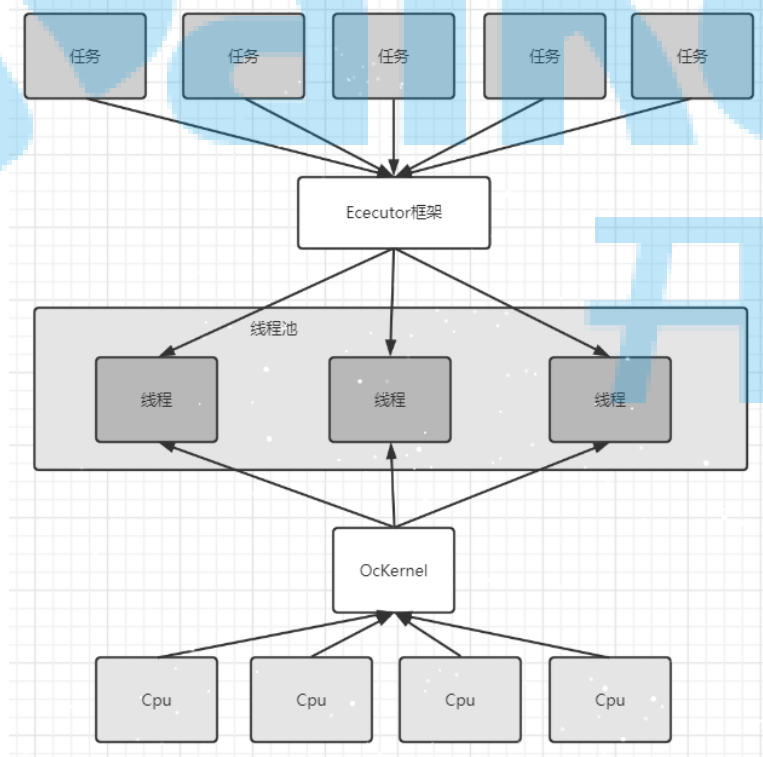 任务 任务 任务 任务 任务
Ececutor框架
线程池
线程 线程 线程
OcKernel
Cpu Cpu Cpu Cpu